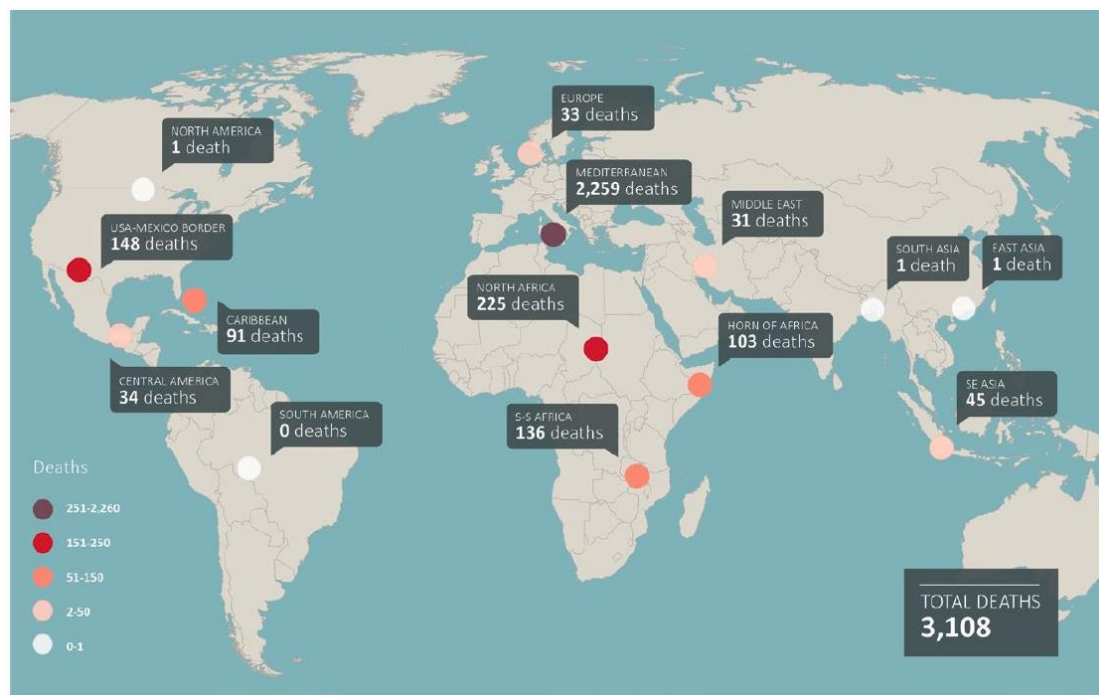 EUROPE
33 deaths
NORTH AMERICA
1 death
MEDITERRANEAN
2,259 deaths
MIDDLE EAST
31 deaths
USA-MEXICO BORDER
148 deaths
SOUTH ASIA
1 death
EAST ASIA
1 death
NORTH AFRICA
225 deaths
CARIBBEAN
91 deaths
HORN OF AFRICA
103 deaths
CENTRAL AMERICA
34 deaths
SE ASIA
45 deaths
SOUTH AMERICA
0 deaths
S-S AFRICA
136 deaths
Deaths
251-2,260
151-250
51-150
2-50
0-1
TOTAL DEATHS
3,108